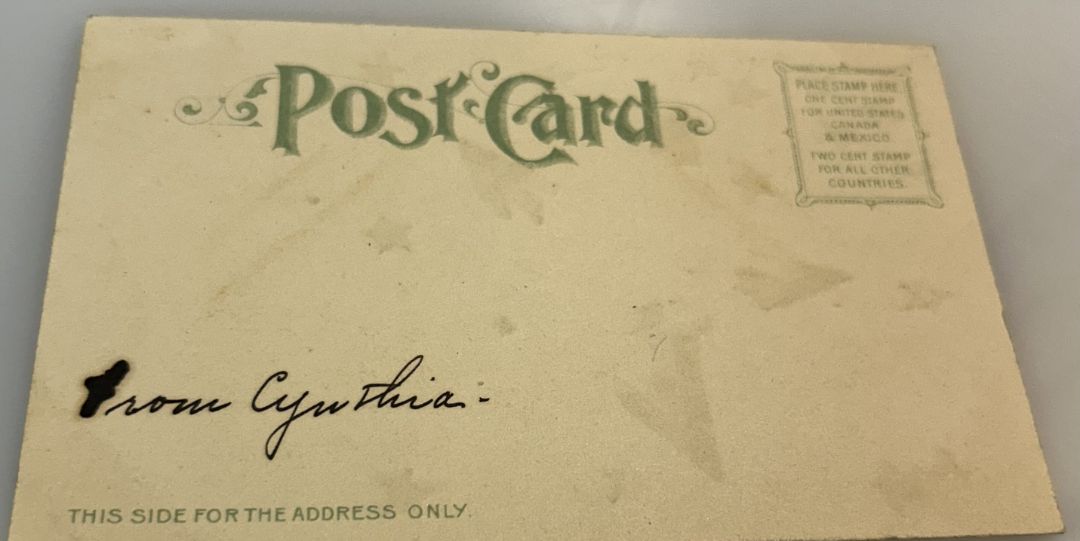 Post Card
PLACE STAMP HERE.
ONE CENT STAMP
FOR UNITED STATES
CANADA
& MEXICO.
TWO CENT STAMP
FOR ALL OTHER
COUNTRIES.
From Cynthia -
THIS SIDE FOR THE ADDRESS ONLY.